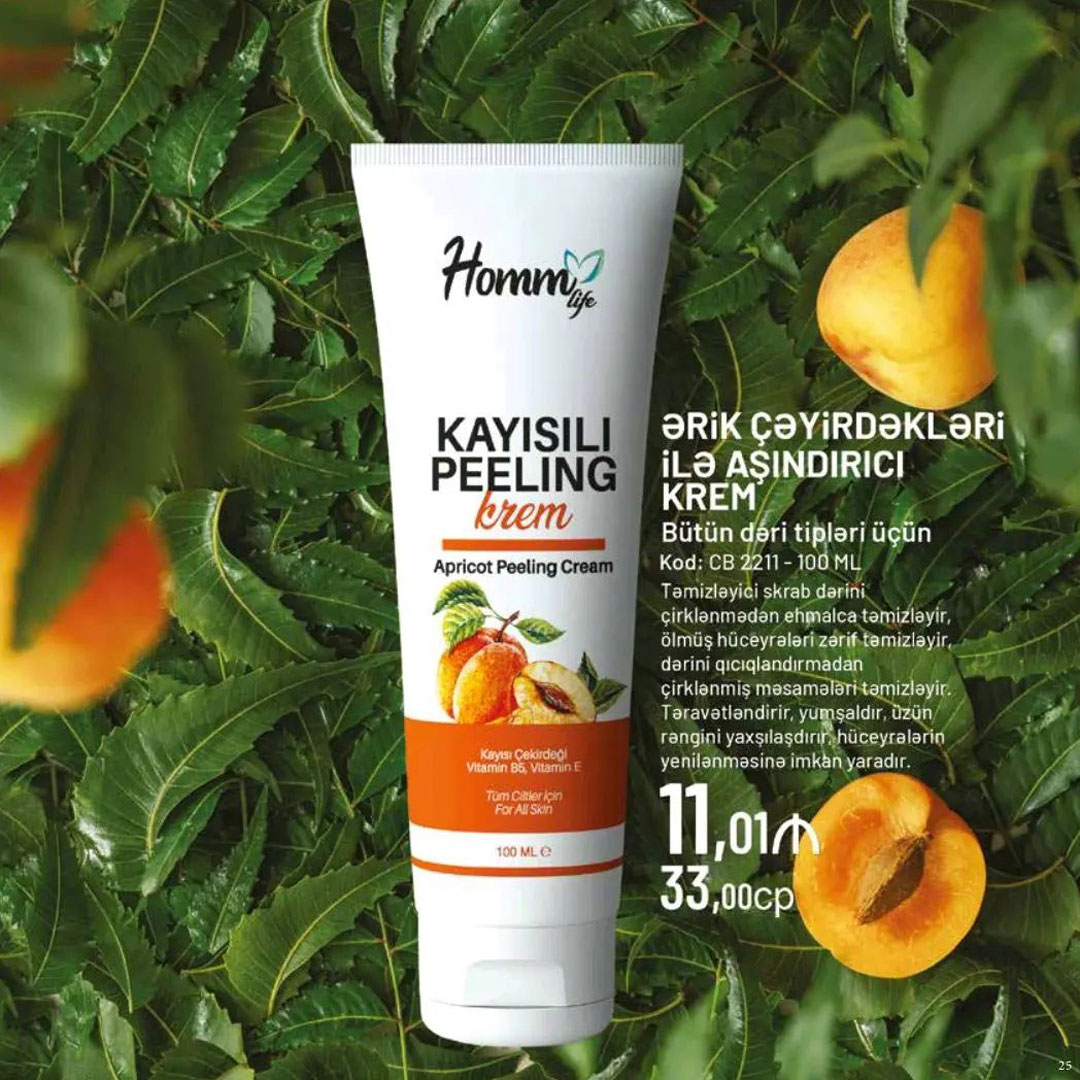 Homm
life
KAYISILI
PEELING
krem
Apricot Peeling Cream
Kayısı Çekirdeği
Vitamin B5, Vitamin E
Tüm Ciltler İçin
For All Skin
100 ML ℮
ƏRİK ÇƏYİRDƏKLƏRİ
İLƏ AŞINDIRICI
KREM
Bütün dəri tipləri üçün
Kod: CB 2211 - 100 ML
Təmizləyici skrab dərini
çirklənmədən ehmalca təmizləyir,
ölmüş hüceyrələri zərif təmizləyir,
dərini qıcıqlandırmadan
çirklənmiş məsamələri təmizləyir.
Təravətləndirir, yumşaldır, üzün
rəngini yaxşılaşdırır, hüceyrələrin
yenilənməsinə imkan yaradır.
11,01₼
33,00cp
25